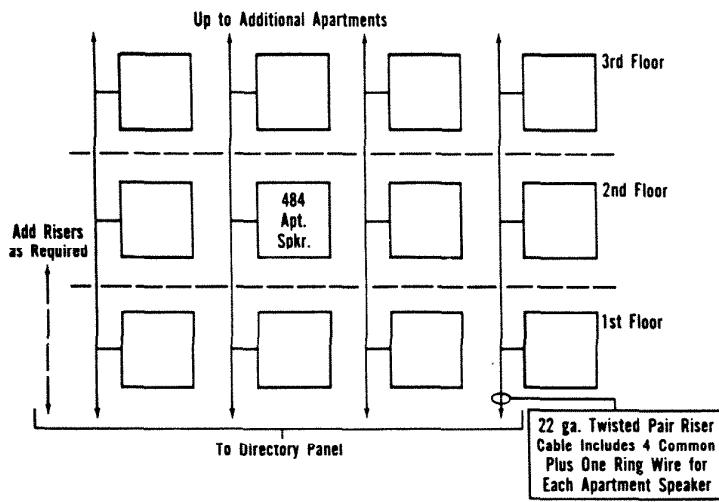 Up to Additional Apartments
3rd Floor
2nd Floor
484
Apt.
Spkr.
Add Risers
as Required
1st Floor
To Directory Panel
22 ga. Twisted Pair Riser
Cable Includes 4 Common
Plus One Ring Wire for
Each Apartment Speaker